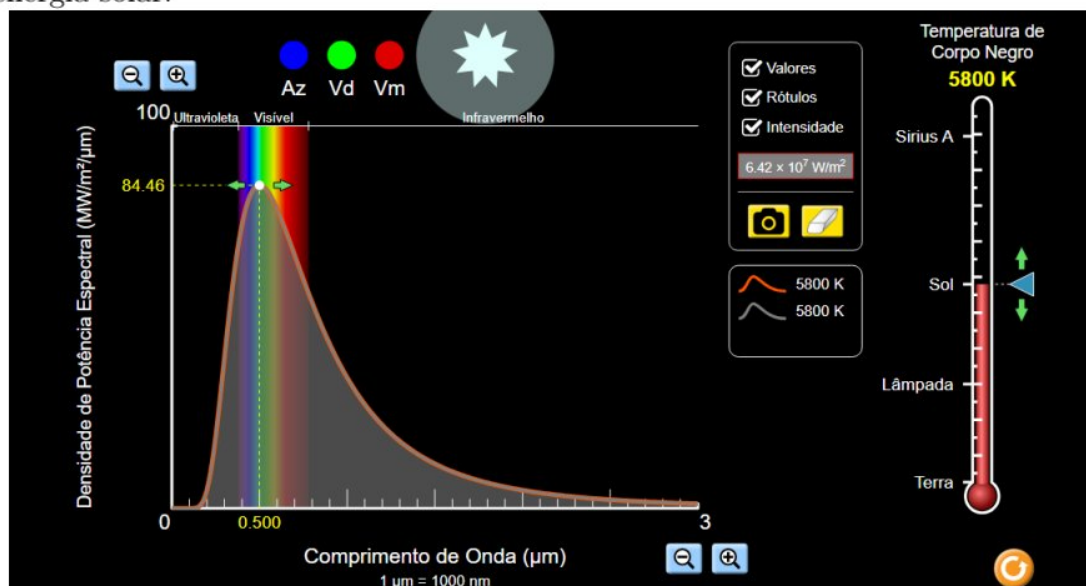 energia solar.
Temperatura de
Corpo Negro
5800 K
Az Vd Vm
Valores
Rótulos
Intensidade
6.42 × 10⁷ W/m²
5800 K
5800 K
100
Ultravioleta Visível Infravermelho
84.46
Densidade de Potência Espectral (MW/m²/µm)
0 0.500 3
Comprimento de Onda (µm)
1 µm = 1000 nm
Sirius A
Sol
Lâmpada
Terra